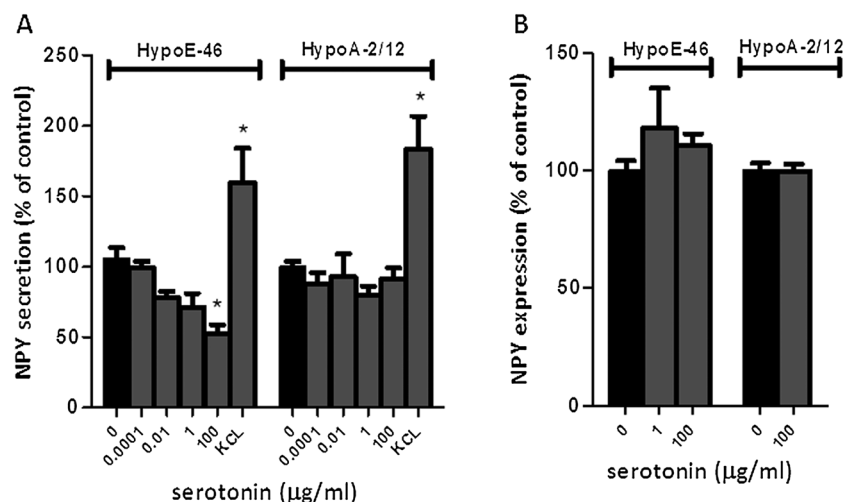 A
HypoE-46
HypoA-2/12
NPY secretion (% of control)
250
200
150
100
50
0
*
*
*
0
0.0001
0.01
1
100
KCL
0
0.0001
0.01
1
100
KCL
serotonin (µg/ml)
B
HypoE-46
HypoA-2/12
NPY expression (% of control)
150
100
50
0
0
1
100
0
100
serotonin (µg/ml)